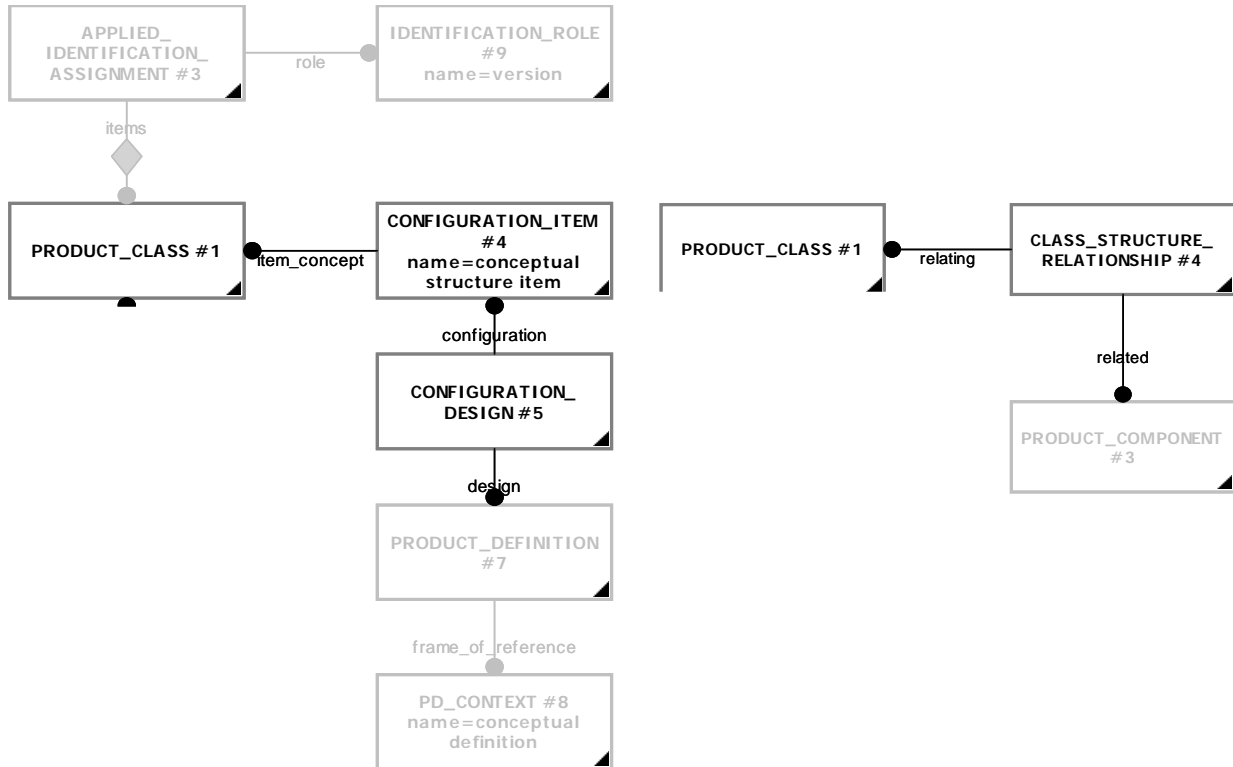 APPLIED_
IDENTIFICATION_
ASSIGNMENT #3
role
IDENTIFICATION_ROLE
#9
name=version
items
PRODUCT_CLASS #1
item_concept
CONFIGURATION_ITEM
#4
name=conceptual
structure item
configuration
CONFIGURATION_
DESIGN #5
design
PRODUCT_DEFINITION
#7
frame_of_reference
PD_CONTEXT #8
name=conceptual
definition
PRODUCT_CLASS #1
relating
CLASS_STRUCTURE_
RELATIONSHIP #4
related
PRODUCT_COMPONENT
#3